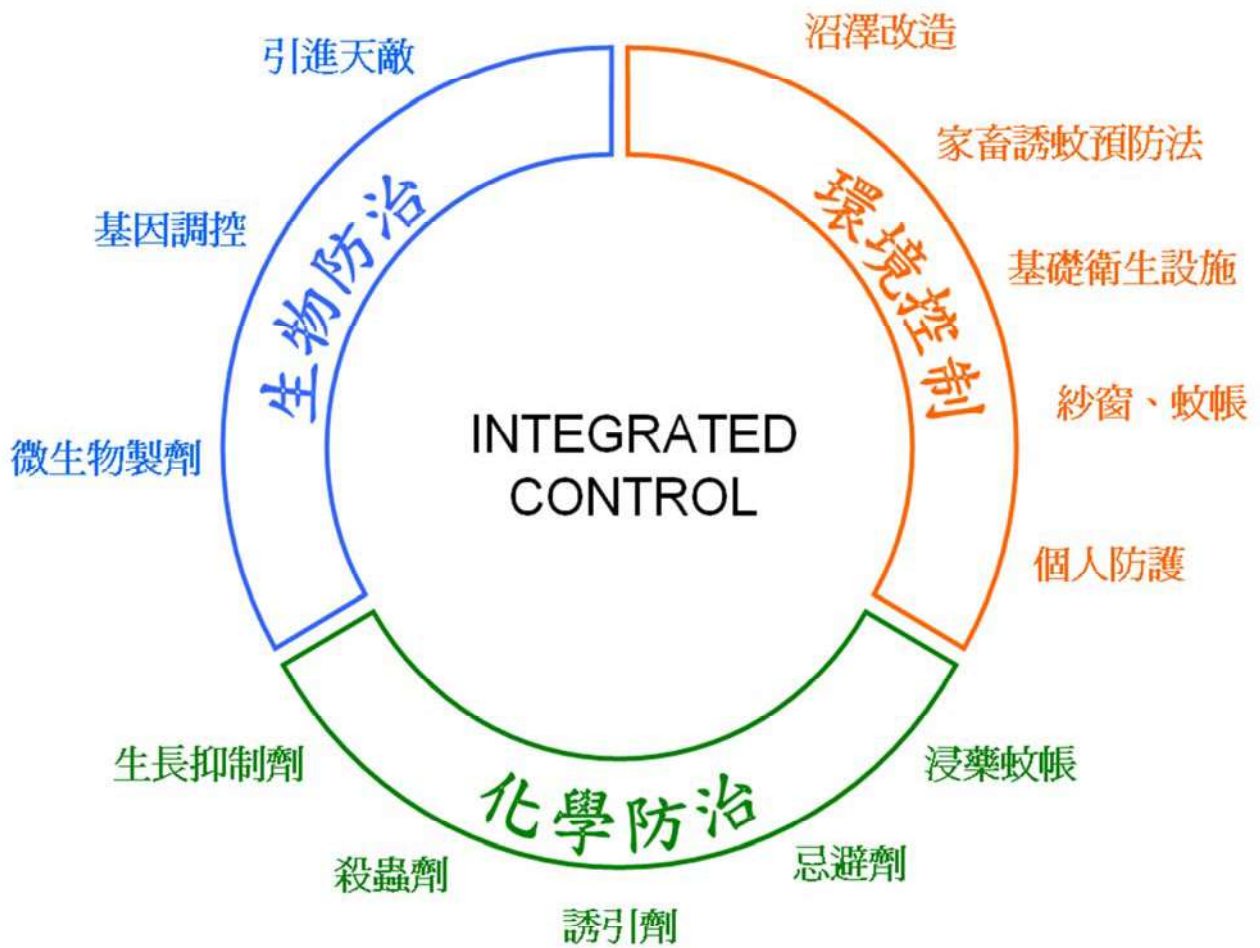 引進天敵
基因調控
微生物製劑
生物防治
沼澤改造
家畜誘蚊預防法
基礎衛生設施
紗窗、蚊帳
個人防護
環境控制
INTEGRATED
CONTROL
化學防治
生長抑制劑
殺蟲劑
誘引劑
忌避劑
浸藥蚊帳